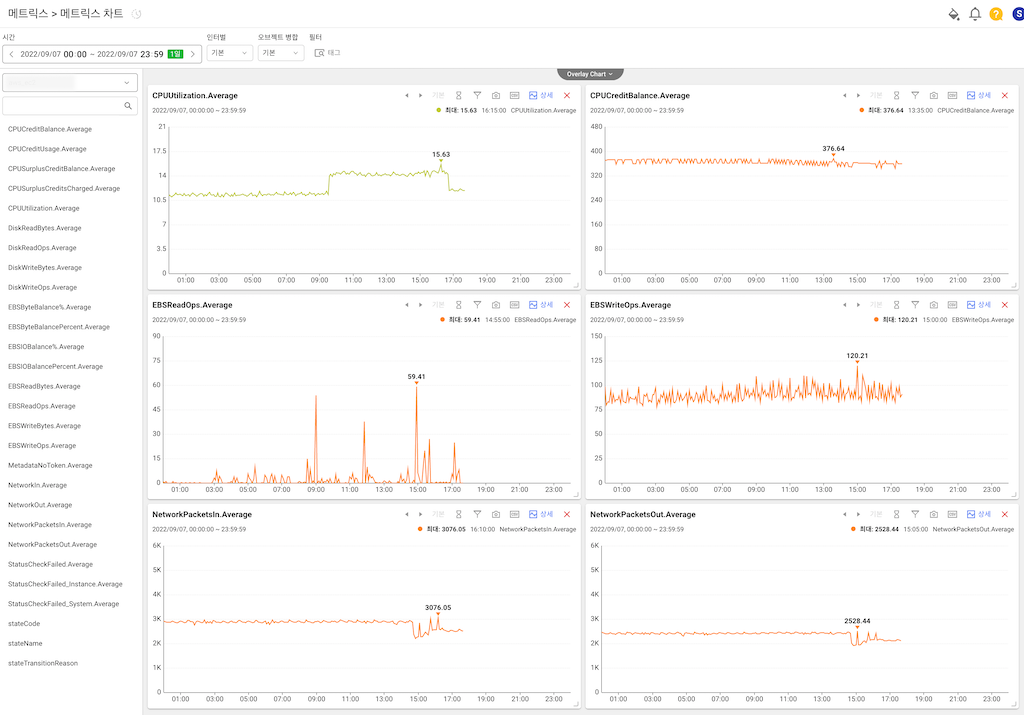 메트릭스 > 메트릭스 차트
S
시간
인터벌
오브젝트 병합
필터
2022/09/07 00:00 ~ 2022/09/07 23:59 1일
기본
기본
태그
Overlay Chart
CPUCreditBalance.Average
CPUCreditUsage.Average
CPUSurplusCreditBalance.Average
CPUSurplusCreditsCharged.Average
CPUUtilization.Average
DiskReadBytes.Average
DiskReadOps.Average
DiskWriteBytes.Average
DiskWriteOps.Average
EBSByteBalance%.Average
EBSByteBalancePercent.Average
EBSIOBalance%.Average
EBSIOBalancePercent.Average
EBSReadBytes.Average
EBSReadOps.Average
EBSWriteBytes.Average
EBSWriteOps.Average
MetadataNoToken.Average
NetworkIn.Average
NetworkOut.Average
NetworkPacketsIn.Average
NetworkPacketsOut.Average
StatusCheckFailed.Average
StatusCheckFailed_Instance.Average
StatusCheckFailed_System.Average
stateCode
stateName
stateTransitionReason
CPUUtilization.Average
기본
상세
2022/09/07, 00:00:00 ~ 23:59:59
최대: 15.63 16:15:00 CPUUtilization.Average
21
17.5
14
10.5
7
3.5
0
15.63
01:00 03:00 05:00 07:00 09:00 11:00 13:00 15:00 17:00 19:00 21:00 23:00
CPUCreditBalance.Average
기본
상세
2022/09/07, 00:00:00 ~ 23:59:59
최대: 376.64 13:35:00 CPUCreditBalance.Average
480
400
320
240
160
80
0
376.64
01:00 03:00 05:00 07:00 09:00 11:00 13:00 15:00 17:00 19:00 21:00 23:00
EBSReadOps.Average
기본
상세
2022/09/07, 00:00:00 ~ 23:59:59
최대: 59.41 14:55:00 EBSReadOps.Average
90
75
60
45
30
15
0
59.41
01:00 03:00 05:00 07:00 09:00 11:00 13:00 15:00 17:00 19:00 21:00 23:00
EBSWriteOps.Average
기본
상세
2022/09/07, 00:00:00 ~ 23:59:59
최대: 120.21 15:00:00 EBSWriteOps.Average
150
125
100
75
50
25
0
120.21
01:00 03:00 05:00 07:00 09:00 11:00 13:00 15:00 17:00 19:00 21:00 23:00
NetworkPacketsIn.Average
기본
상세
2022/09/07, 00:00:00 ~ 23:59:59
최대: 3076.05 16:10:00 NetworkPacketsIn.Average
6K
5K
4K
3K
2K
1K
0
3076.05
01:00 03:00 05:00 07:00 09:00 11:00 13:00 15:00 17:00 19:00 21:00 23:00
NetworkPacketsOut.Average
기본
상세
2022/09/07, 00:00:00 ~ 23:59:59
최대: 2528.44 15:05:00 NetworkPacketsOut.Average
6K
5K
4K
3K
2K
1K
0
2528.44
01:00 03:00 05:00 07:00 09:00 11:00 13:00 15:00 17:00 19:00 21:00 23:00